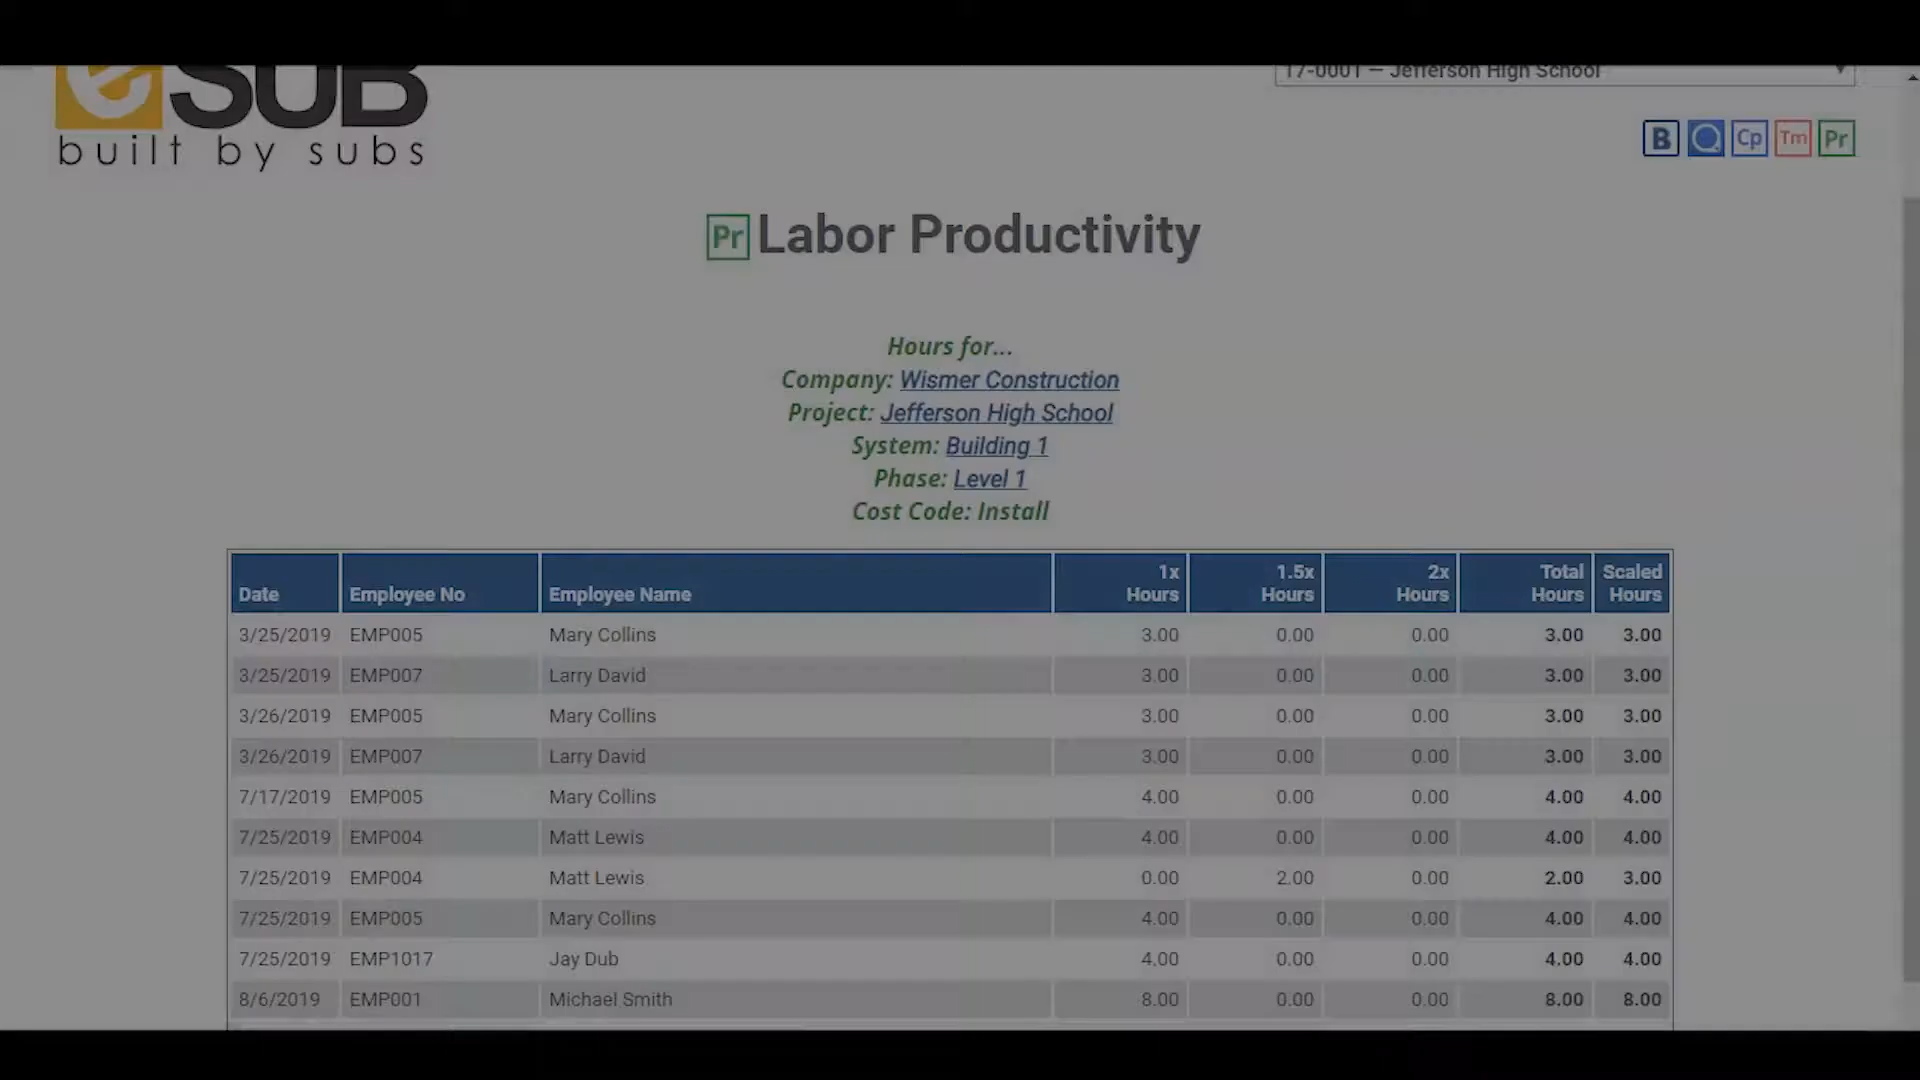 eSUB
built by subs
17-0001 — Jefferson High School
B Cp Tm Pr
Pr Labor Productivity
Hours for...
Company: Wismer Construction
Project: Jefferson High School
System: Building 1
Phase: Level 1
Cost Code: Install
Date Employee No Employee Name 1x Hours 1.5x Hours 2x Hours Total Hours Scaled Hours
3/25/2019 EMP005 Mary Collins 3.00 0.00 0.00 3.00 3.00
3/25/2019 EMP007 Larry David 3.00 0.00 0.00 3.00 3.00
3/26/2019 EMP005 Mary Collins 3.00 0.00 0.00 3.00 3.00
3/26/2019 EMP007 Larry David 3.00 0.00 0.00 3.00 3.00
7/17/2019 EMP005 Mary Collins 4.00 0.00 0.00 4.00 4.00
7/25/2019 EMP004 Matt Lewis 4.00 0.00 0.00 4.00 4.00
7/25/2019 EMP004 Matt Lewis 0.00 2.00 0.00 2.00 3.00
7/25/2019 EMP005 Mary Collins 4.00 0.00 0.00 4.00 4.00
7/25/2019 EMP1017 Jay Dub 4.00 0.00 0.00 4.00 4.00
8/6/2019 EMP001 Michael Smith 8.00 0.00 0.00 8.00 8.00